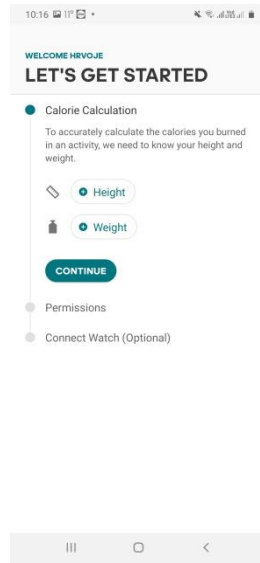 10:16 11°
WELCOME HRVOJE
LET'S GET STARTED
Calorie Calculation
To accurately calculate the calories you burned
in an activity, we need to know your height and
weight.
Height
Weight
CONTINUE
Permissions
Connect Watch (Optional)